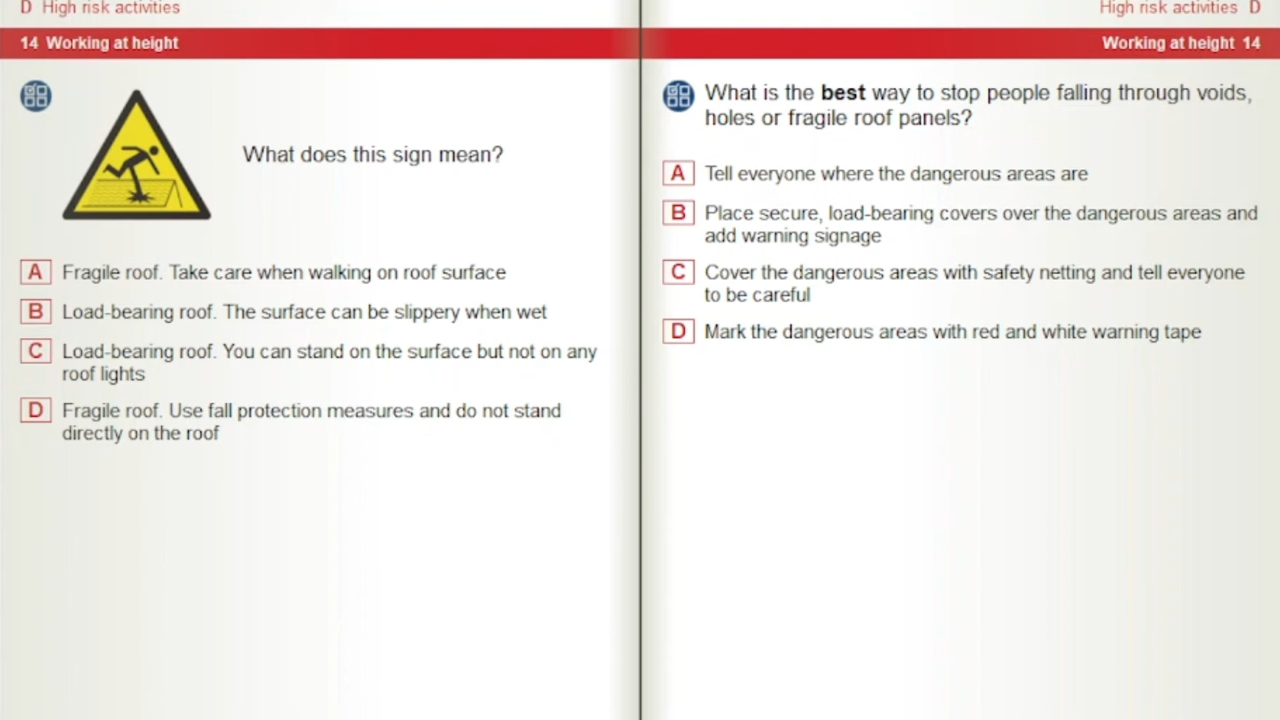 D High risk activities
14 Working at height
What does this sign mean?
A Fragile roof. Take care when walking on roof surface
B Load-bearing roof. The surface can be slippery when wet
C Load-bearing roof. You can stand on the surface but not on any
roof lights
D Fragile roof. Use fall protection measures and do not stand
directly on the roof
High risk activities D
Working at height 14
What is the best way to stop people falling through voids,
holes or fragile roof panels?
A Tell everyone where the dangerous areas are
B Place secure, load-bearing covers over the dangerous areas and
add warning signage
C Cover the dangerous areas with safety netting and tell everyone
to be careful
D Mark the dangerous areas with red and white warning tape